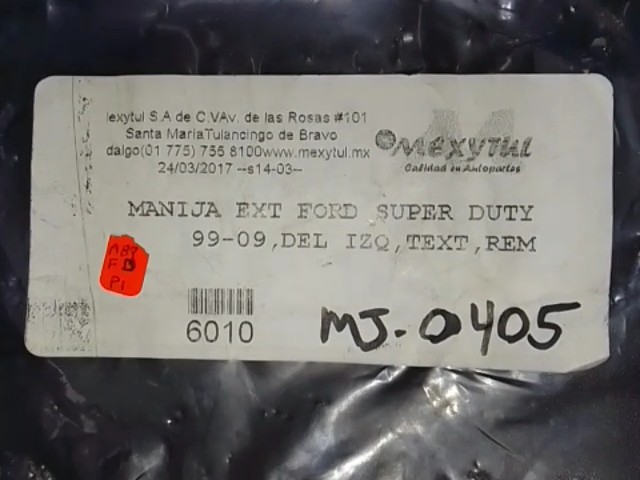 lexytul S.A de C.VAv. de las Rosas #101
Santa MaríaTulancingo de Bravo
dalgo(01 775) 755 8100www.mexytul.mx
24/03/2017 --s14-03--
Mexytul
Calidad en Autopartes
MANIJA EXT FORD SUPER DUTY
99-09,DEL IZQ,TEXT,REM
6010
MJ-0405